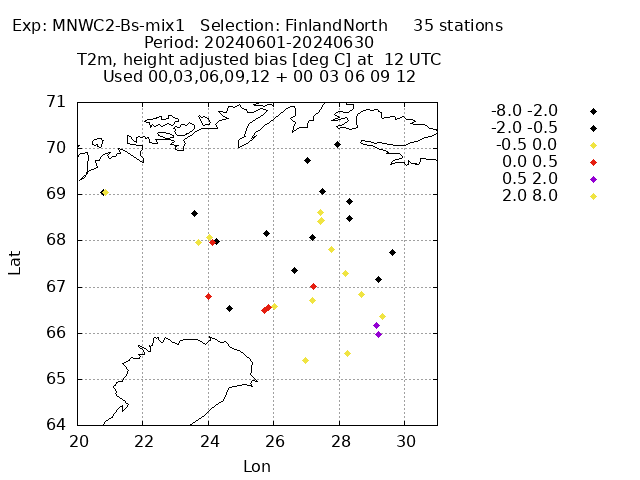 Exp: MNWC2-Bs-mix1   Selection: FinlandNorth     35 stations
Period: 20240601-20240630
T2m, height adjusted bias [deg C] at  12 UTC
Used 00,03,06,09,12 + 00 03 06 09 12
-8.0 -2.0
-2.0 -0.5
-0.5 0.0
0.0 0.5
0.5 2.0
2.0 8.0
71
70
69
68
67
66
65
64
Lat
20 22 24 26 28 30
Lon